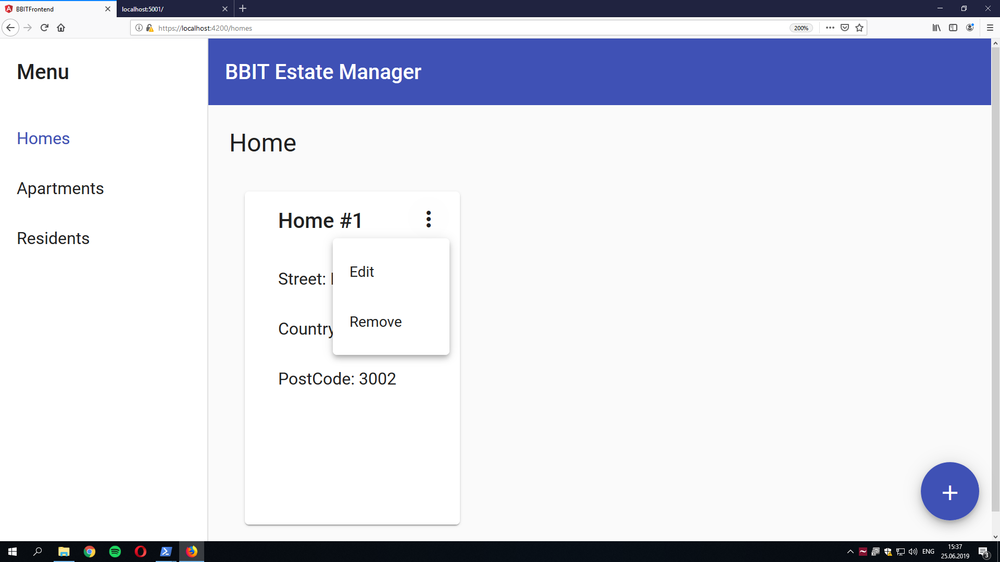 BBITFrontend
localhost:5001/
https://localhost:4200/homes
200%
Menu
BBIT Estate Manager
Homes
Apartments
Residents
Home
Home #1
Edit
Remove
Street:
Country
PostCode: 3002
+
ENG
15:37
25.06.2019
3